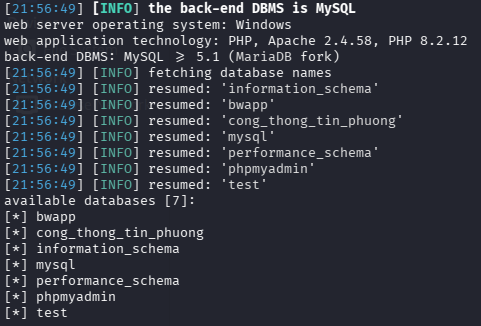 [21:56:49] [INFO] the back-end DBMS is MySQL
web server operating system: Windows
web application technology: PHP, Apache 2.4.58, PHP 8.2.12
back-end DBMS: MySQL ≥ 5.1 (MariaDB fork)
[21:56:49] [INFO] fetching database names
[21:56:49] [INFO] resumed: 'information_schema'
[21:56:49] [INFO] resumed: 'bwapp'
[21:56:49] [INFO] resumed: 'cong_thong_tin_phuong'
[21:56:49] [INFO] resumed: 'mysql'
[21:56:49] [INFO] resumed: 'performance_schema'
[21:56:49] [INFO] resumed: 'phpmyadmin'
[21:56:49] [INFO] resumed: 'test'
available databases [7]:
[*] bwapp
[*] cong_thong_tin_phuong
[*] information_schema
[*] mysql
[*] performance_schema
[*] phpmyadmin
[*] test